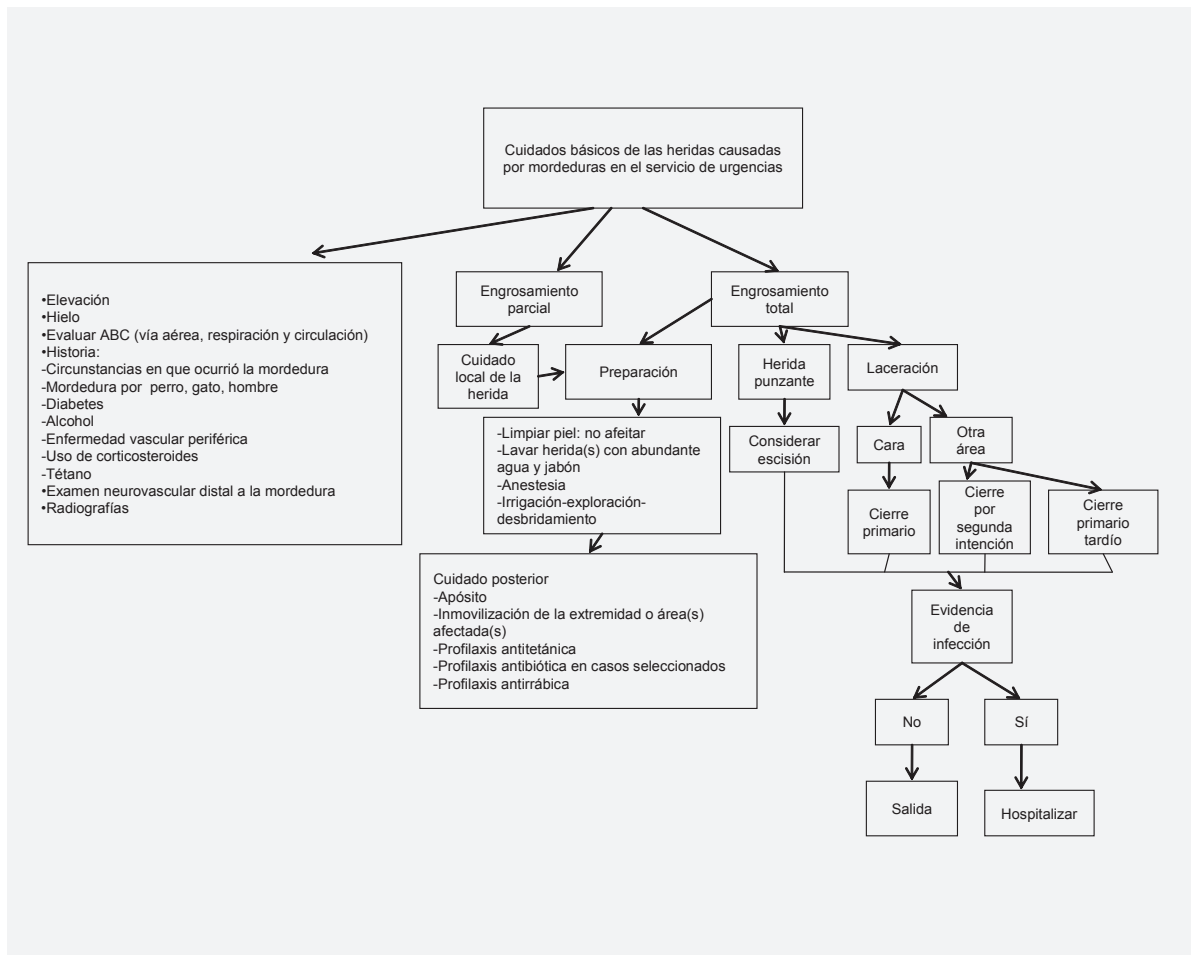 Cuidados básicos de las heridas causadas
por mordeduras en el servicio de urgencias
•Elevación
•Hielo
•Evaluar ABC (vía aérea, respiración y circulación)
•Historia:
-Circunstancias en que ocurrió la mordedura
-Mordedura por perro, gato, hombre
-Diabetes
-Alcohol
-Enfermedad vascular periférica
-Uso de corticosteroides
-Tétano
•Examen neurovascular distal a la mordedura
•Radiografías
Engrosamiento
parcial
Engrosamiento
total
Cuidado
local de la
herida
Preparación
Herida
punzante
Laceración
-Limpiar piel: no afeitar
-Lavar herida(s) con abundante
agua y jabón
-Anestesia
-Irrigación-exploración-
desbridamiento
Considerar
escisión
Cara
Otra
área
Cierre
primario
Cierre
por
segunda
intención
Cierre
primario
tardío
Cuidado posterior
-Apósito
-Inmovilización de la extremidad o área(s)
afectada(s)
-Profilaxis antitetánica
-Profilaxis antibiótica en casos seleccionados
-Profilaxis antirrábica
Evidencia
de
infección
No
Sí
Salida
Hospitalizar